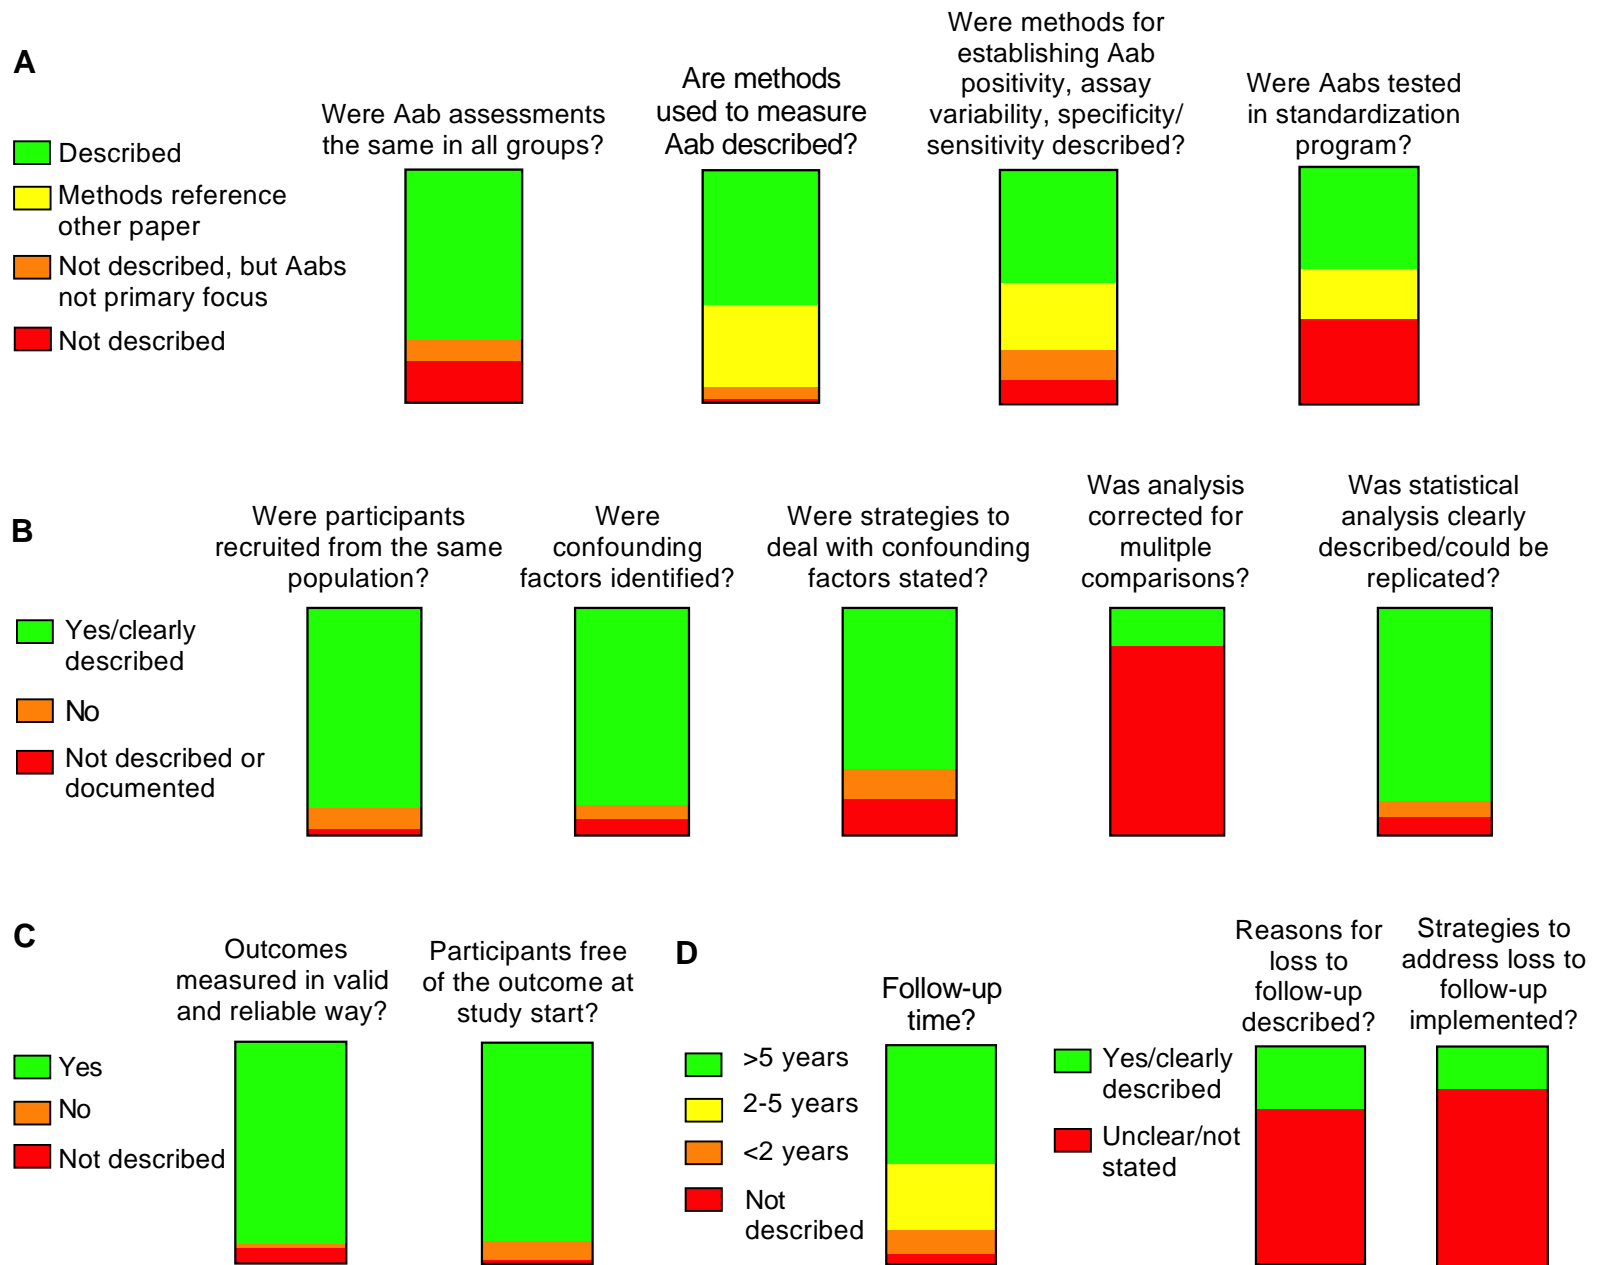 A
Were Aab assessments
the same in all groups?
Are methods
used to measure
Aab described?
Were methods for
establishing Aab
positivity, assay
variability, specificity/
sensitivity described?
Were Aabs tested
in standardization
program?
Described
Methods reference
other paper
Not described, but Aabs
not primary focus
Not described
B
Were participants
recruited from the same
population?
Were
confounding
factors identified?
Were strategies to
deal with confounding
factors stated?
Was analysis
corrected for
mulitple
comparisons?
Was statistical
analysis clearly
described/could be
replicated?
Yes/clearly
described
No
Not described or
documented
C
Outcomes
measured in valid
and reliable way?
Participants free
of the outcome at
study start?
Yes
No
Not described
D
Follow-up
time?
>5 years
2-5 years
<2 years
Not
described
Reasons for
loss to
follow-up
described?
Strategies to
address loss to
follow-up
implemented?
Yes/clearly
described
Unclear/not
stated